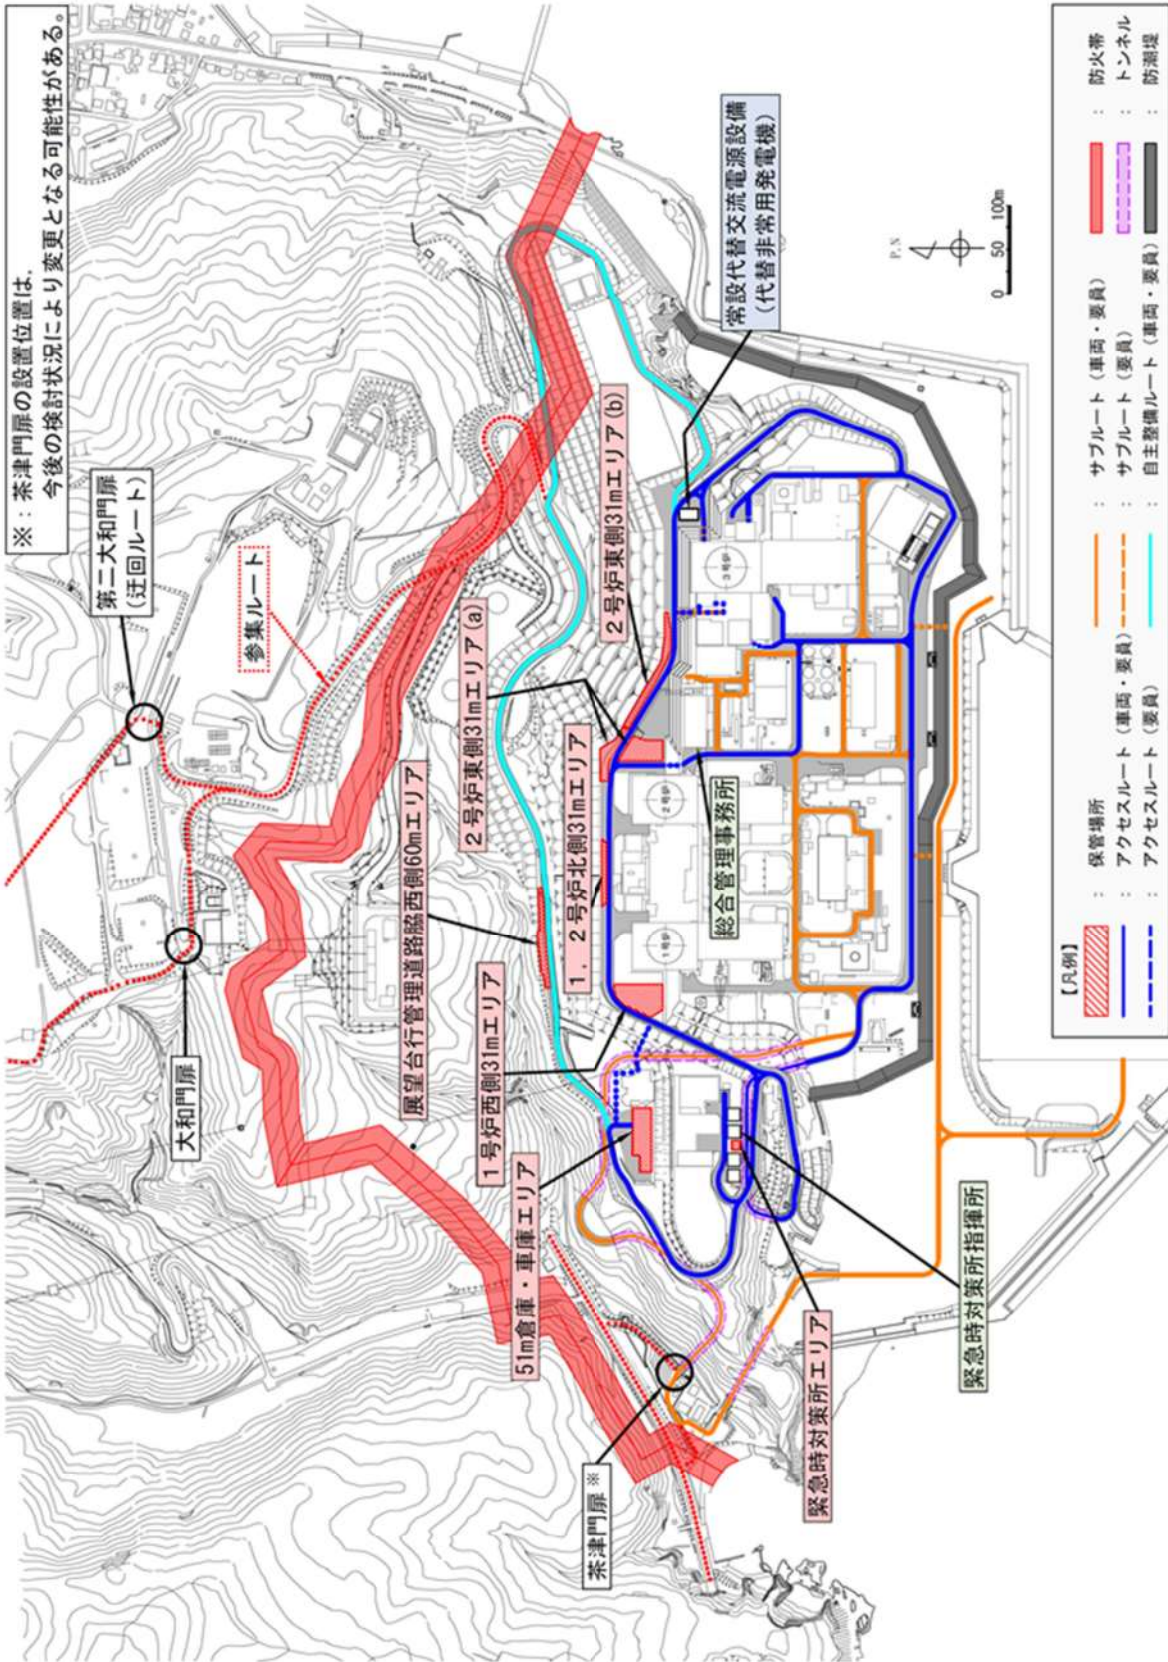 ※：茶津門扉の設置位置は，
今後の検討状況により変更となる可能性がある。
第二大和門扉
（迂回ルート）
参集ルート
大和門扉
展望台行管理道路脇西側60mエリア
2号炉東側31mエリア(a)
2号炉東側31mエリア(b)
常設代替交流電源設備
（代替非常用発電機）
1号炉西側31mエリア
1，2号炉北側31mエリア
51m倉庫・車庫エリア
総合管理事務所
茶津門扉※
緊急時対策所エリア
緊急時対策所指揮所
1号炉
2号炉
3号炉
P.N
0 50 100m
【凡例】
：保管場所
：アクセスルート（車両・要員）
：アクセスルート（要員）
：サブルート（車両・要員）
：サブルート（要員）
：自主整備ルート（車両・要員）
：防火帯
：トンネル
：防潮堤